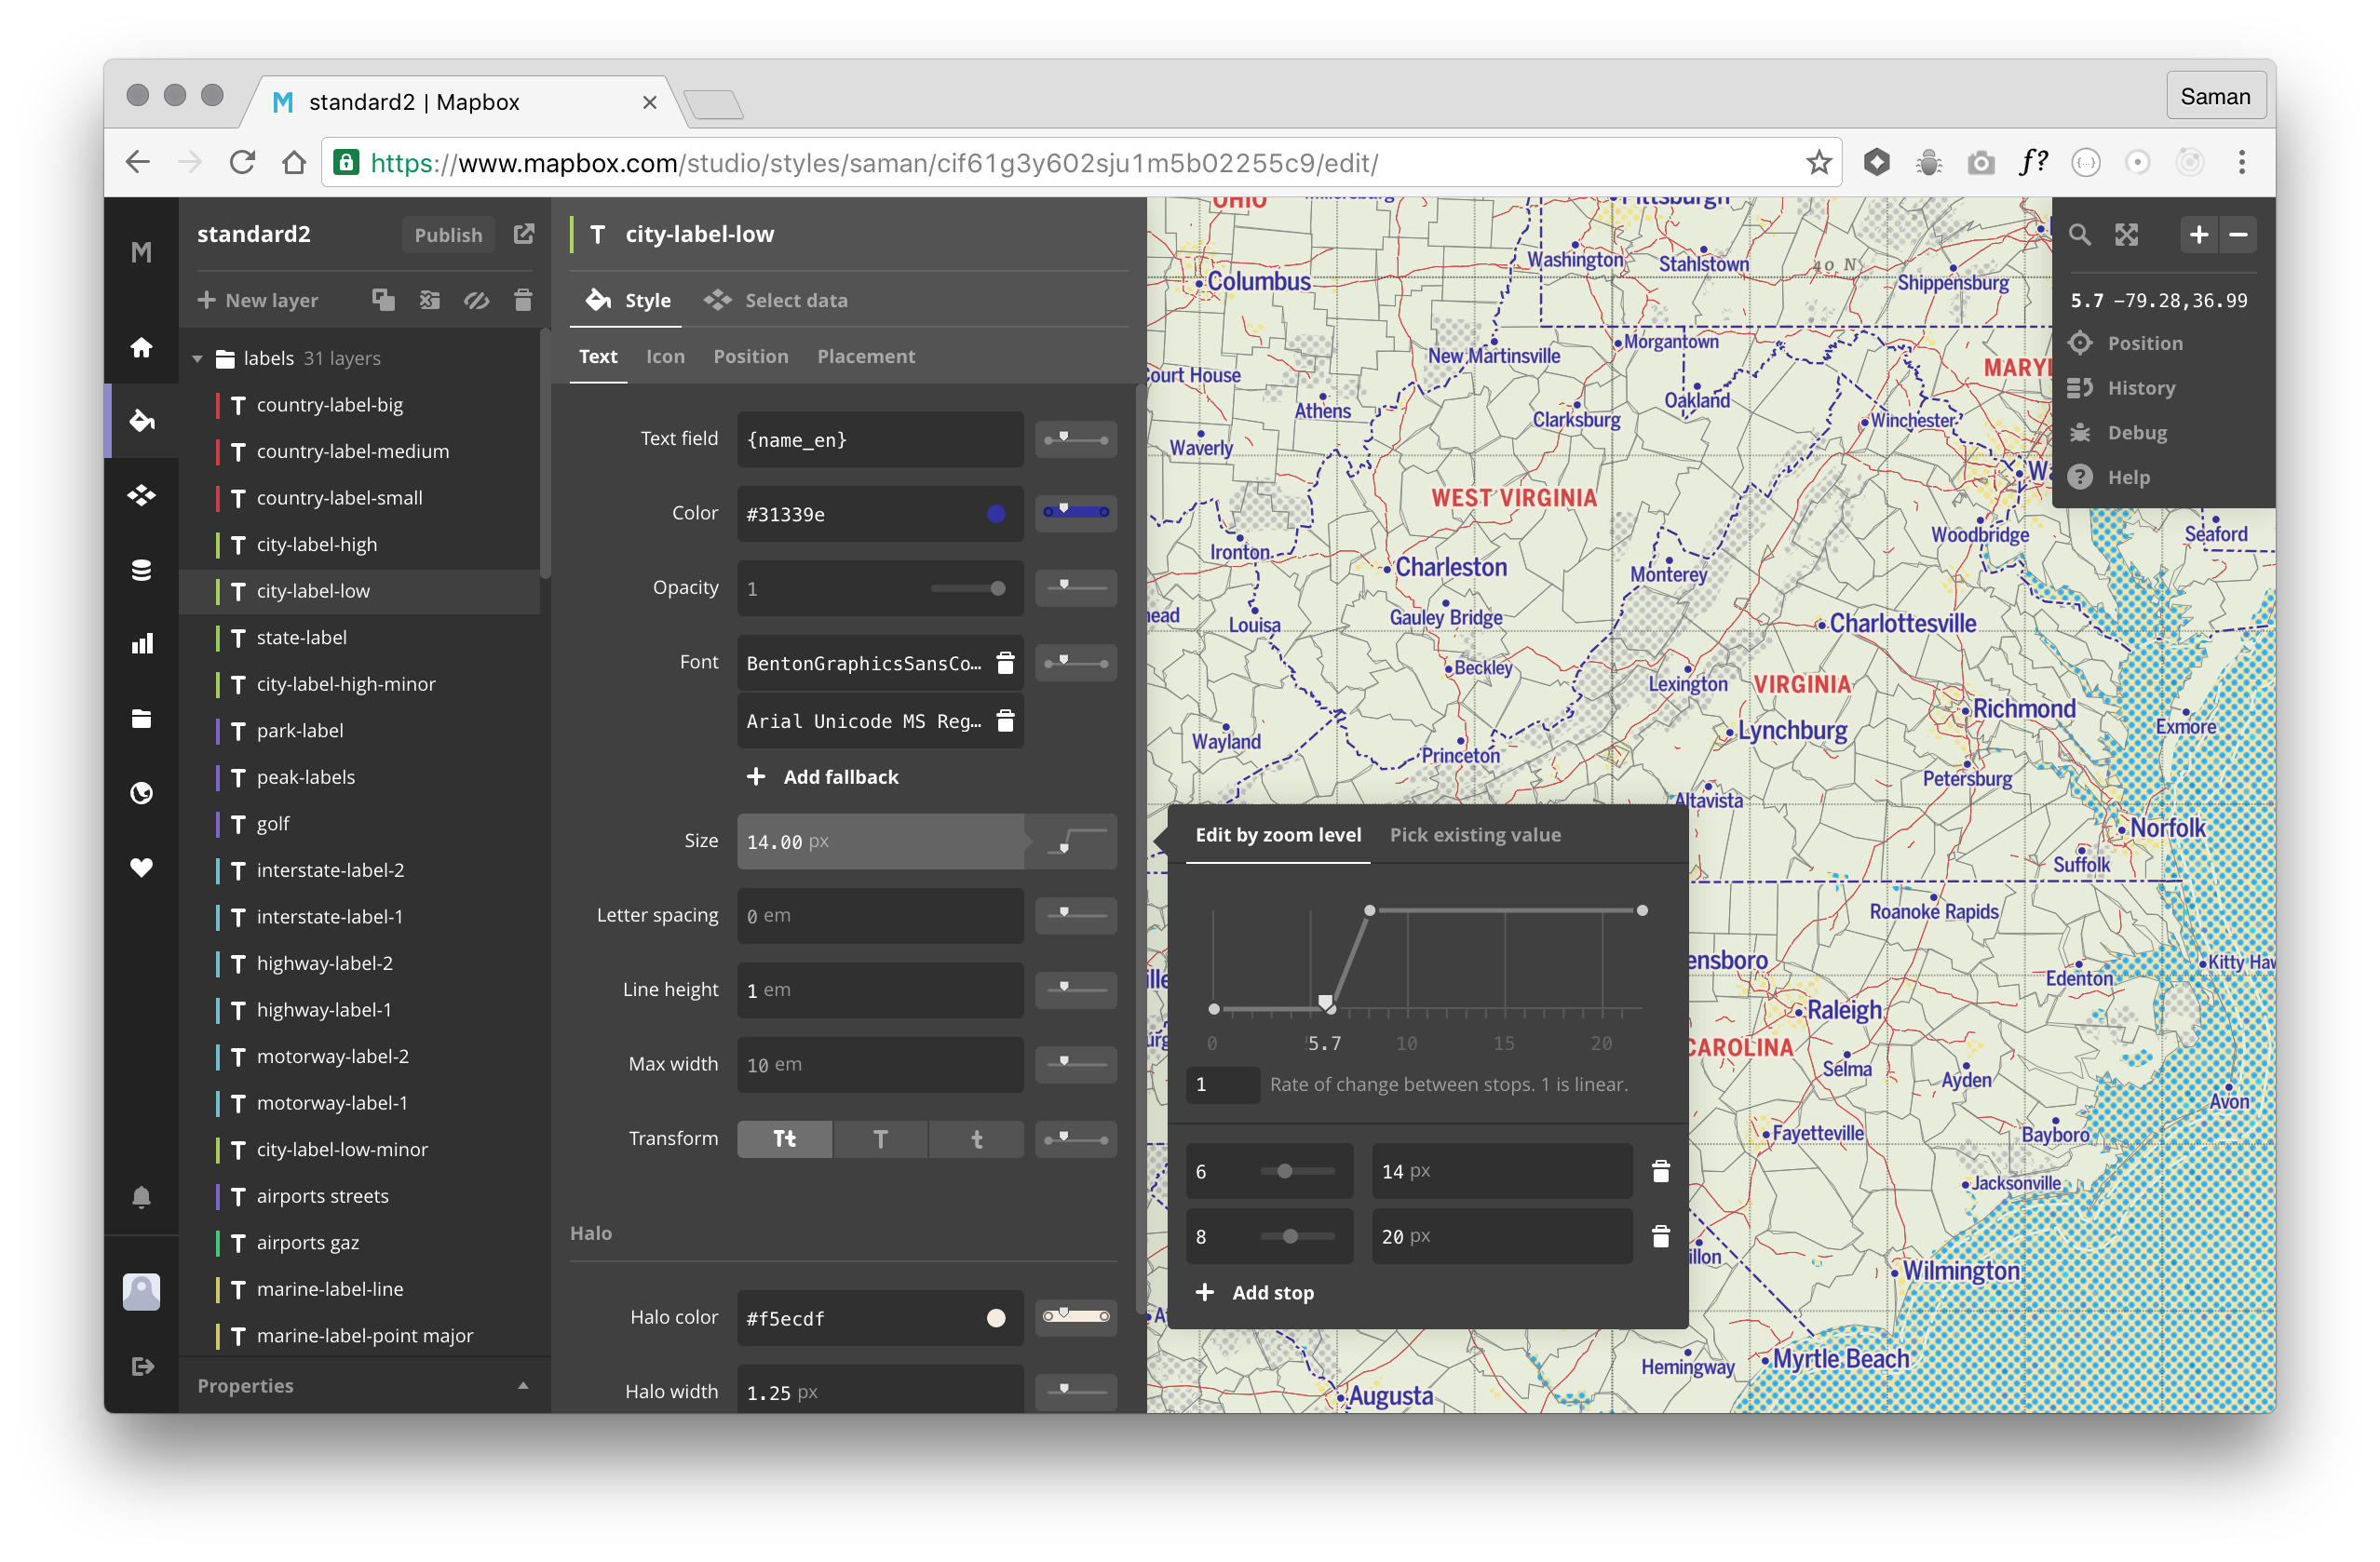 standard2 | Mapbox
Saman
https://www.mapbox.com/studio/styles/saman/cif61g3y602sju1m5b02255c9/edit/
f?
standard2
Publish
New layer
labels 31 layers
country-label-big
country-label-medium
country-label-small
city-label-high
city-label-low
state-label
city-label-high-minor
park-label
peak-labels
golf
interstate-label-2
interstate-label-1
highway-label-2
highway-label-1
motorway-label-2
motorway-label-1
city-label-low-minor
airports streets
airports gaz
marine-label-line
marine-label-point major
Properties
T city-label-low
Style
Select data
Text
Icon
Position
Placement
Text field
{name_en}
Color
#31339e
Opacity
1
Font
BentonGraphicsSansCo...
Arial Unicode MS Reg...
Add fallback
Size
14.00 px
Letter spacing
0 em
Line height
1 em
Max width
10 em
Transform
Tt
T
t
Halo
Halo color
#f5ecdf
Halo width
1.25 px
Edit by zoom level
Pick existing value
0
5.7
10
15
20
1
Rate of change between stops. 1 is linear.
6
14 px
8
20 px
Add stop
5.7 -79.28,36.99
Position
History
Debug
Help
OHIO
Pittsburgh
Columbus
Washington
Stahlstown
40 N
Shippensburg
New Martinsville
Morgantown
MARYL
Court House
Athens
Clarksburg
Oakland
Winchester
Waverly
Wa
WEST VIRGINIA
Woodbridge
Seaford
Ironton
Charleston
Monterey
ead
Louisa
Gauley Bridge
Charlottesville
Beckley
Lexington
VIRGINIA
Richmond
Exmore
Wayland
Princeton
Lynchburg
Petersburg
Altavista
Norfolk
Suffolk
Roanoke Rapids
ensboro
Edenton
Kitty Haw
Raleigh
CAROLINA
Selma
Ayden
Avon
Fayetteville
Bayboro
Jacksonville
illon
Wilmington
Hemingway
Myrtle Beach
Augusta